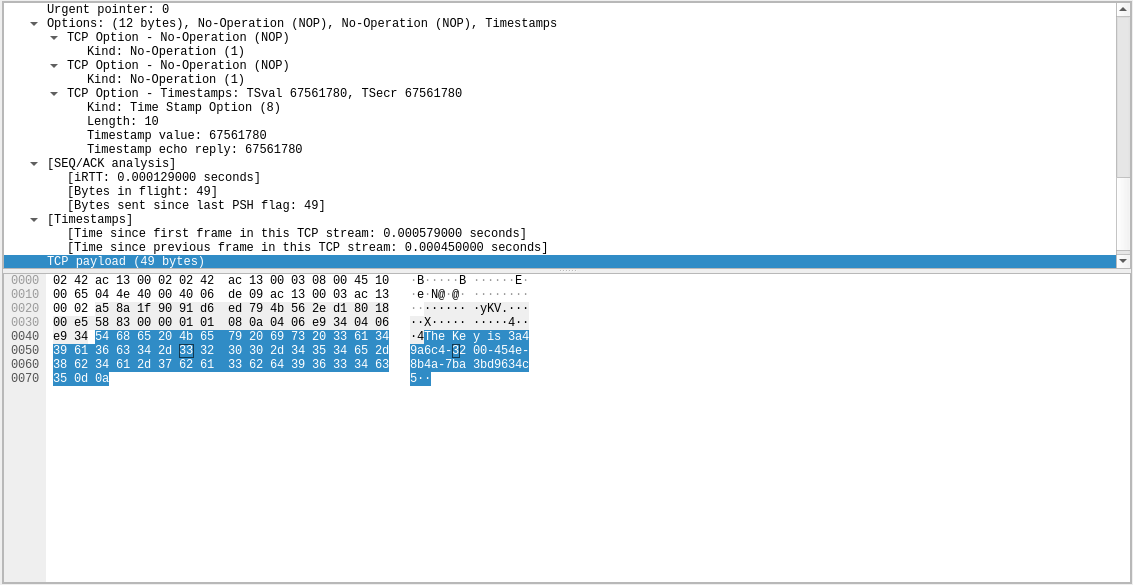 Urgent pointer: 0
Options: (12 bytes), No-Operation (NOP), No-Operation (NOP), Timestamps
TCP Option - No-Operation (NOP)
Kind: No-Operation (1)
TCP Option - No-Operation (NOP)
Kind: No-Operation (1)
TCP Option - Timestamps: TSval 67561780, TSecr 67561780
Kind: Time Stamp Option (8)
Length: 10
Timestamp value: 67561780
Timestamp echo reply: 67561780
[SEQ/ACK analysis]
[iRTT: 0.000129000 seconds]
[Bytes in flight: 49]
[Bytes sent since last PSH flag: 49]
[Timestamps]
[Time since first frame in this TCP stream: 0.000579000 seconds]
[Time since previous frame in this TCP stream: 0.000450000 seconds]
TCP payload (49 bytes)
0000 02 42 ac 13 00 02 02 42 ac 13 00 03 08 00 45 10 ·B·····B ······E·
0010 00 65 04 4e 40 00 40 06 de 09 ac 13 00 03 ac 13 ·e·N@·@· ········
0020 00 02 a5 8a 1f 90 91 d6 ed 79 4b 56 2e d1 80 18 ········ ·yKV.···
0030 00 e5 58 83 00 00 01 01 08 0a 04 06 e9 34 04 06 ··X····· ·····4··
0040 e9 34 54 68 65 20 4b 65 79 20 69 73 20 33 61 34 ·4The Ke y is 3a4
0050 39 61 36 63 34 2d 33 32 30 30 2d 34 35 34 65 2d 9a6c4-32 00-454e-
0060 38 62 34 61 2d 37 62 61 33 62 64 39 36 33 34 63 8b4a-7ba 3bd9634c
0070 35 0d 0a 5··